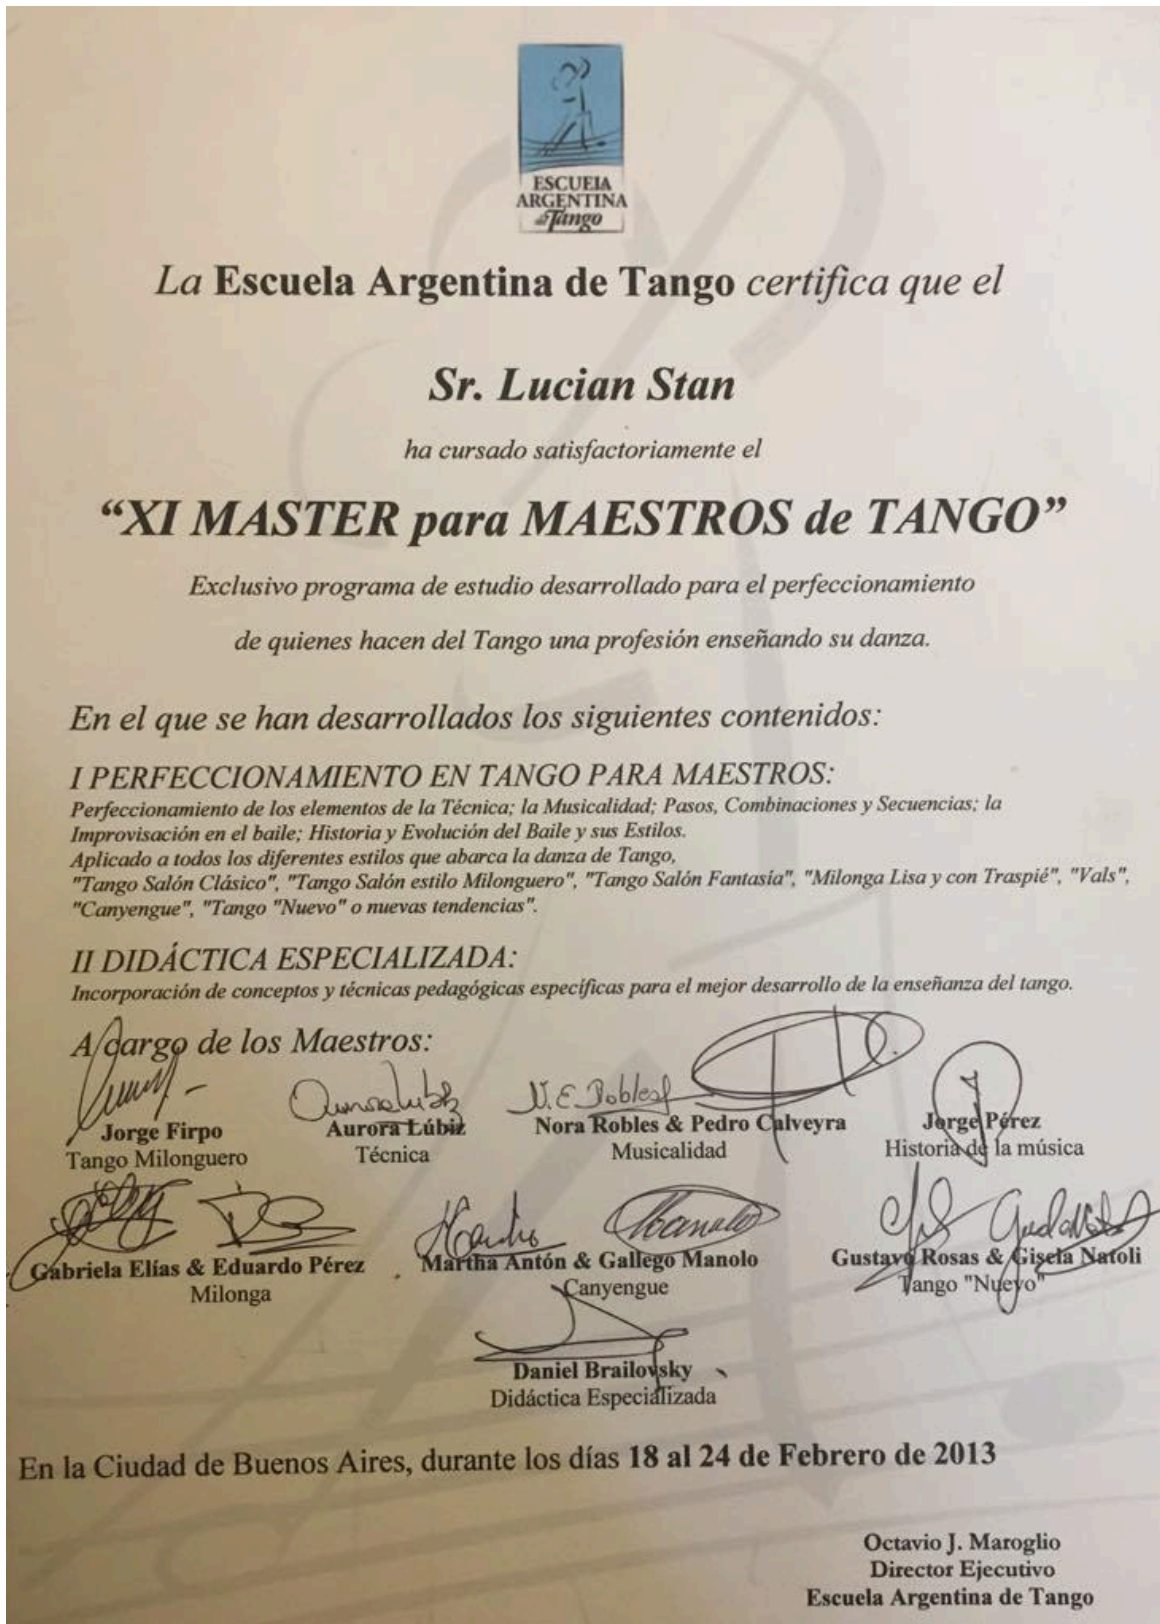 ESCUELA
ARGENTINA
de Tango
La Escuela Argentina de Tango certifica que el
Sr. Lucian Stan
ha cursado satisfactoriamente el
“XI MASTER para MAESTROS de TANGO”
Exclusivo programa de estudio desarrollado para el perfeccionamiento
de quienes hacen del Tango una profesión enseñando su danza.
En el que se han desarrollados los siguientes contenidos:
I PERFECCIONAMIENTO EN TANGO PARA MAESTROS:
Perfeccionamiento de los elementos de la Técnica; la Musicalidad; Pasos, Combinaciones y Secuencias; la
Improvisación en el baile; Historia y Evolución del Baile y sus Estilos.
Aplicado a todos los diferentes estilos que abarca la danza de Tango,
"Tango Salón Clásico", "Tango Salón estilo Milonguero", "Tango Salón Fantasia", "Milonga Lisa y con Traspié", "Vals",
"Canyengue", "Tango "Nuevo" o nuevas tendencias".
II DIDÁCTICA ESPECIALIZADA:
Incorporación de conceptos y técnicas pedagógicas específicas para el mejor desarrollo de la enseñanza del tango.
A cargo de los Maestros:
N. E. Robles
Jorge Firpo Aurora Lúbiz Nora Robles & Pedro Calveyra Jorge Pérez
Tango Milonguero Técnica Musicalidad Historia de la música
Manolo
Gabriela Elías & Eduardo Pérez Martha Antón & Gallego Manolo Gustavo Rosas & Gisela Natoli
Milonga Canyengue Tango "Nuevo"
Daniel Brailovsky
Didáctica Especializada
En la Ciudad de Buenos Aires, durante los días 18 al 24 de Febrero de 2013
Octavio J. Maroglio
Director Ejecutivo
Escuela Argentina de Tango